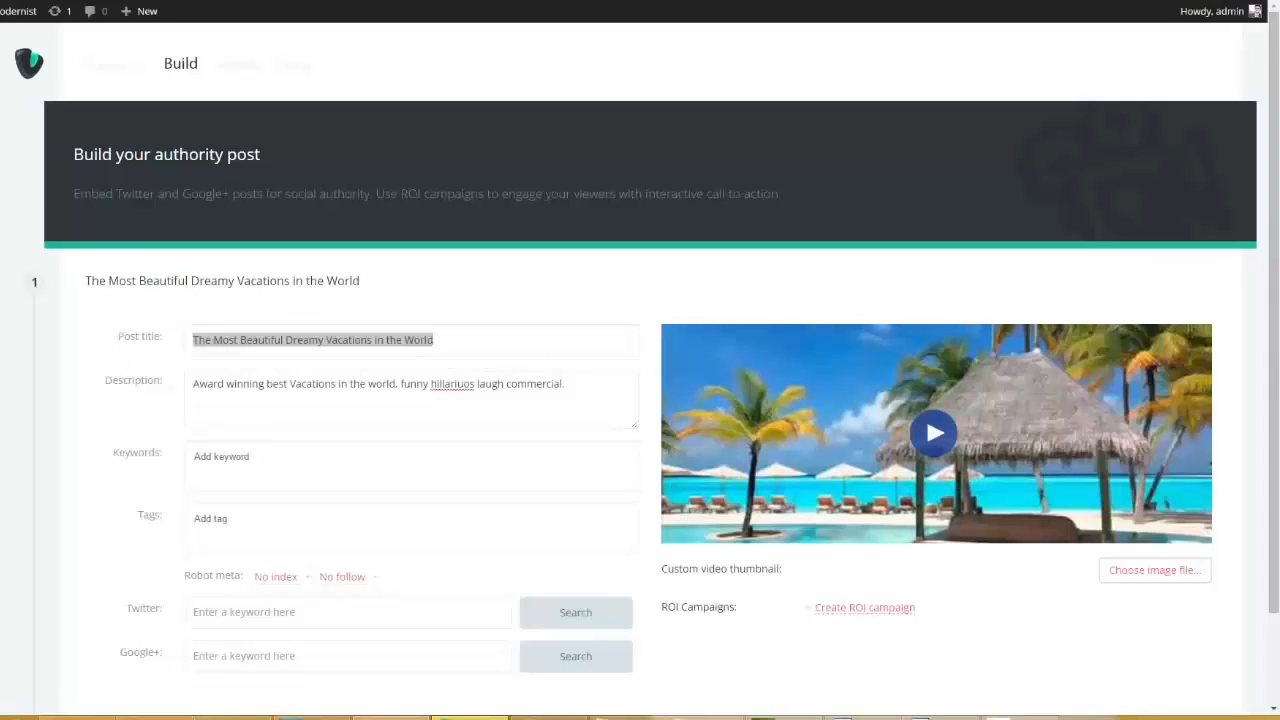 odernist 1 0 New Howdy, admin
Build
Build your authority post
Embed Twitter and Google+ posts for social authority. Use ROI campaigns to engage your viewers with interactive call-to-action.
1
The Most Beautiful Dreamy Vacations in the World
Post title: The Most Beautiful Dreamy Vacations in the World
Description: Award winning best Vacations in the world, funny hillariuos laugh commercial.
Keywords: Add keyword
Tags: Add tag
Robot meta: No index No follow
Custom video thumbnail: Choose image file...
ROI Campaigns: Create ROI campaign
Twitter: Enter a keyword here Search
Google+: Enter a keyword here Search